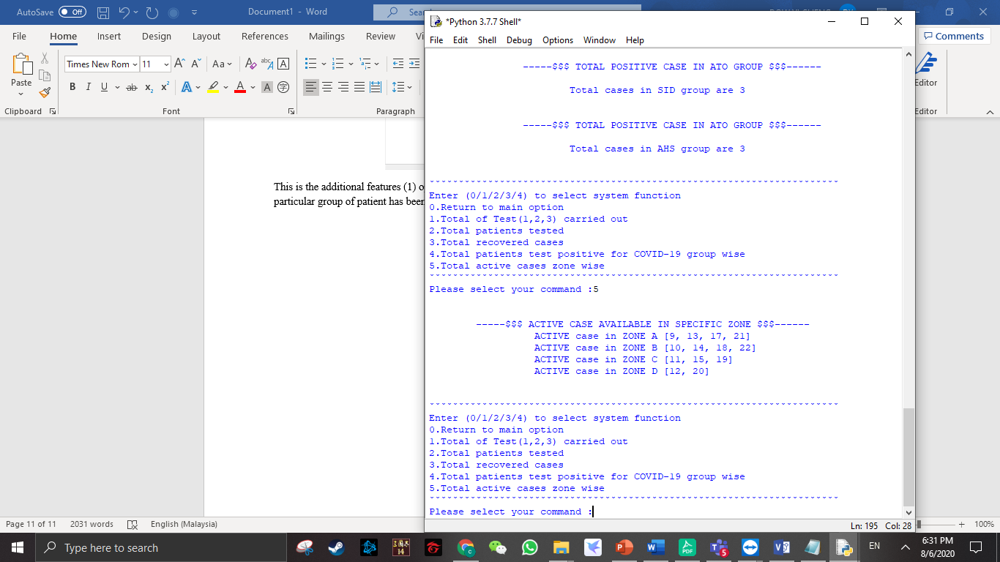 AutoSave Off Document1 - Word
File Home Insert Design Layout References Mailings Review
Comments
Times New Rom 11
Paste
Editor
Clipboard Font Paragraph Editor
This is the additional features (1)
particular group of patient has been
*Python 3.7.7 Shell*
File Edit Shell Debug Options Window Help
-----$$$ TOTAL POSITIVE CASE IN ATO GROUP $$$------
Total cases in SID group are 3
-----$$$ TOTAL POSITIVE CASE IN ATO GROUP $$$------
Total cases in AHS group are 3
----------------------------------------------------------------------
Enter (0/1/2/3/4) to select system function
0.Return to main option
1.Total of Test(1,2,3) carried out
2.Total patients tested
3.Total recovered cases
4.Total patients test positive for COVID-19 group wise
5.Total active cases zone wise
----------------------------------------------------------------------
Please select your command :5
-----$$$ ACTIVE CASE AVAILABLE IN SPECIFIC ZONE $$$------
ACTIVE case in ZONE A [9, 13, 17, 21]
ACTIVE case in ZONE B [10, 14, 18, 22]
ACTIVE case in ZONE C [11, 15, 19]
ACTIVE case in ZONE D [12, 20]
----------------------------------------------------------------------
Enter (0/1/2/3/4) to select system function
0.Return to main option
1.Total of Test(1,2,3) carried out
2.Total patients tested
3.Total recovered cases
4.Total patients test positive for COVID-19 group wise
5.Total active cases zone wise
----------------------------------------------------------------------
Please select your command :
Ln: 195 Col: 28
Page 11 of 11 2031 words English (Malaysia) 100%
Type here to search
EN
6:31 PM
8/6/2020